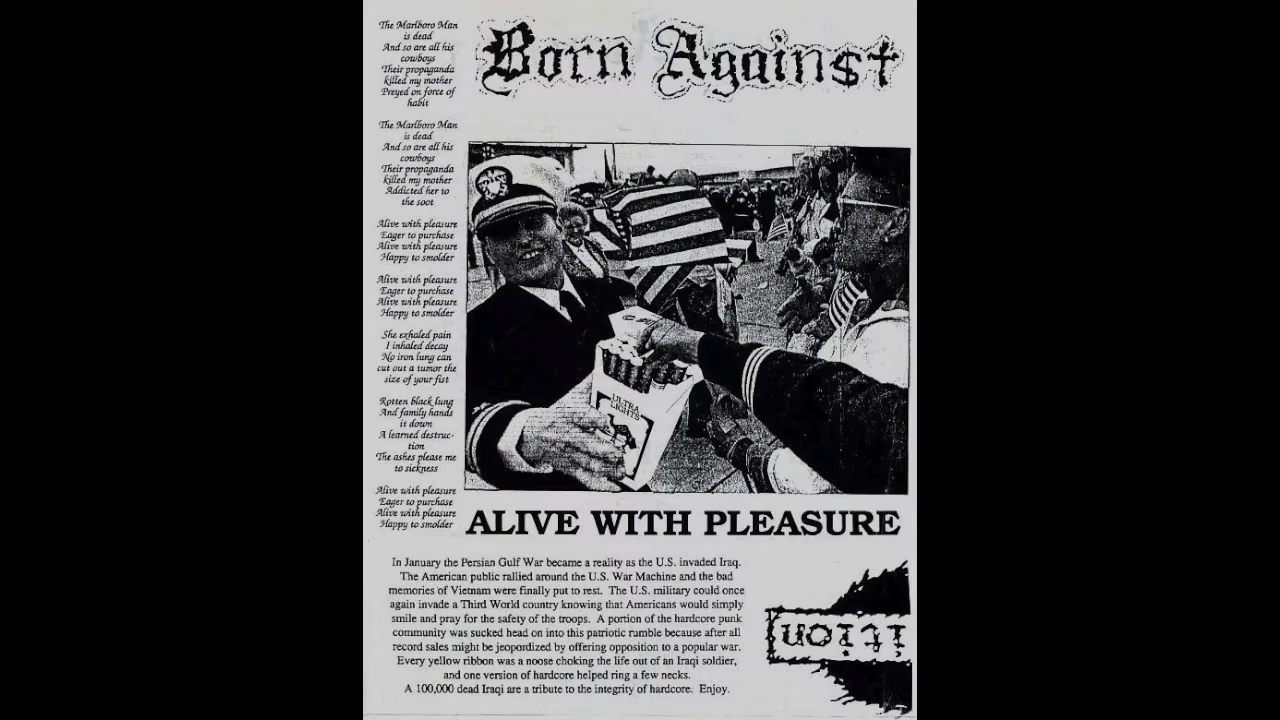 Born Against
The Marlboro Man
is dead
And so are all his
cowboys
Their propaganda
killed my mother
Preyed on force of
habit
The Marlboro Man
is dead
And so are all his
cowboys
Their propaganda
killed my mother
Addicted her to
the soot
Alive with pleasure
Eager to purchase
Alive with pleasure
Happy to smolder
Alive with pleasure
Eager to purchase
Alive with pleasure
Happy to smolder
She exhaled pain
I inhaled decay
No iron lung can
cut out a tumor the
size of your fist
Rotten black lung
And family hands
it down
A learned destruc-
tion
The ashes please me
to sickness
Alive with pleasure
Eager to purchase
Alive with pleasure
Happy to smolder
ULTRA
LIGHTS
ALIVE WITH PLEASURE
In January the Persian Gulf War became a reality as the U.S. invaded Iraq.
The American public rallied around the U.S. War Machine and the bad
memories of Vietnam were finally put to rest. The U.S. military could once
again invade a Third World country knowing that Americans would simply
smile and pray for the safety of the troops. A portion of the hardcore punk
community was sucked head on into this patriotic rumble because after all
record sales might be jeopordized by offering opposition to a popular war.
Every yellow ribbon was a noose choking the life out of an Iraqi soldier,
and one version of hardcore helped ring a few necks.
A 100,000 dead Iraqi are a tribute to the integrity of hardcore. Enjoy.